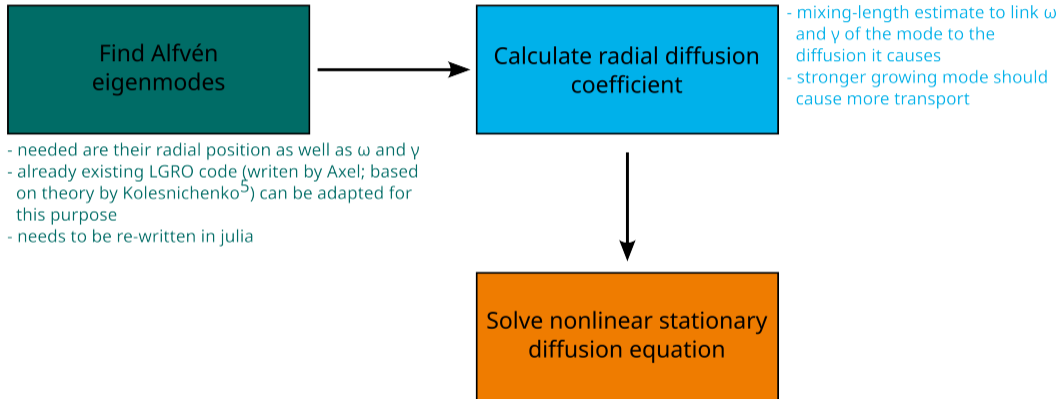 Find Alfvén
eigenmodes
- needed are their radial position as well as ω and γ
- already existing LGRO code (writen by Axel; based
on theory by Kolesnichenko⁵) can be adapted for
this purpose
- needs to be re-written in julia
Calculate radial diffusion
coefficient
- mixing-length estimate to link ω
and γ of the mode to the
diffusion it causes
- stronger growing mode should
cause more transport
Solve nonlinear stationary
diffusion equation